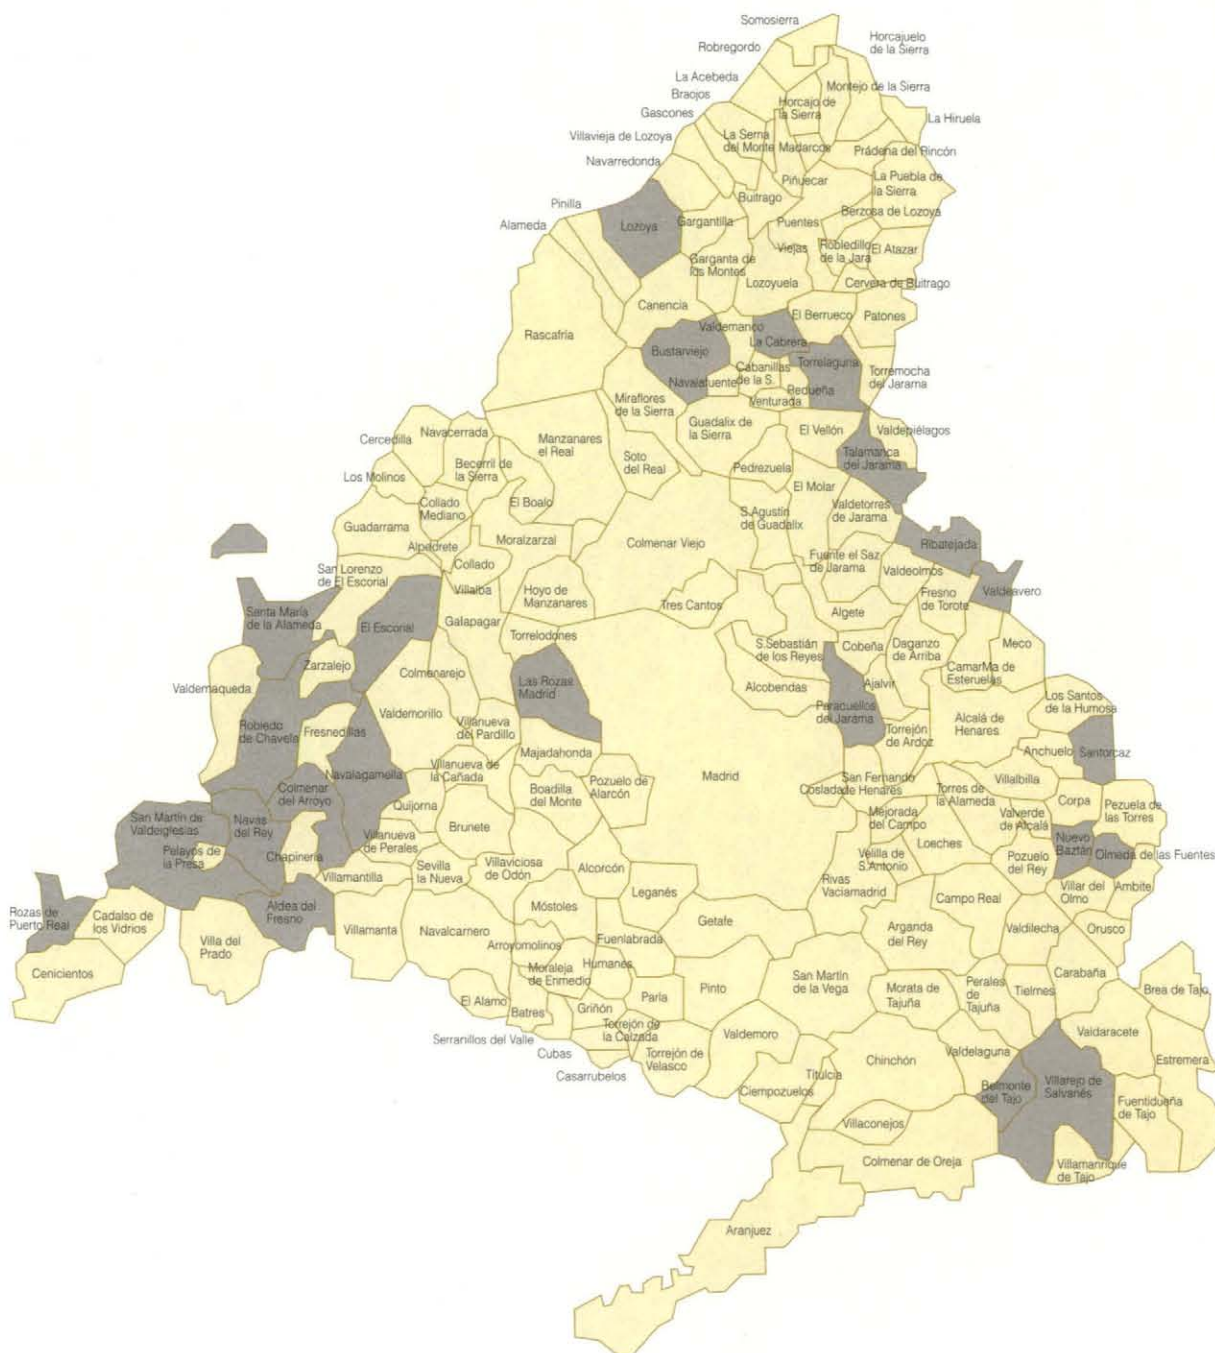 Somosierra
Horcajuelo
de la Sierra
Robregordo
La Acebeda
Montejo de la Sierra
Braojos
Horcajo de
la Sierra
Gascones
La Hiruela
Villavieja de Lozoya
La Serna
del Monte
Madarcos
Prádena del Rincón
Navarredonda
Piñuecar
La Puebla de
la Sierra
Buitrago
Pinilla
Berzosa de Lozoya
Alameda
Lozoya
Gargantilla
Puentes
Viejas
Robledillo
de la Jara
El Atazar
Garganta de
los Montes
Lozoyuela
Cervera de Buitrago
Canencia
El Berrueco
Patones
Rascafría
Valdemanco
La Cabrera
Bustarviejo
Torrelaguna
Cabanillas
de la S.
Torremocha
del Jarama
Navalafuente
Redueña
Venturada
Miraflores
de la Sierra
Guadalix de
la Sierra
El Vellón
Valdepiélagos
Navacerrada
Cercedilla
Manzanares
el Real
Soto
del Real
Talamanca
del Jarama
Becerril de
la Sierra
Pedrezuela
Los Molinos
El Molar
El Boalo
Collado
Mediano
Valdetorres
de Jarama
S.Agustín
de Guadalix
Guadarrama
Moralzarzal
Alpedrete
Colmenar Viejo
Ribatejada
Fuente el Saz
de Jarama
Collado
Villalba
San Lorenzo
de El Escorial
Valdeolmos
Hoyo de
Manzanares
Fresno
de Torote
Valdeavero
Tres Cantos
Santa María
de la Alameda
Algete
El Escorial
Galapagar
Torrelodones
S.Sebastián
de los Reyes
Cobeña
Daganzo
de Arriba
Meco
Zarzalejo
Colmenarejo
CamarMa de
Esteruelas
Las Rozas
Madrid
Ajalvir
Valdemaqueda
Alcobendas
Los Santos
de la Humosa
Paracuellos
del Jarama
Valdemorillo
Robledo
de Chavela
Fresnedillas
Villanueva
del Pardillo
Alcalá de
Henares
Torrejón
de Ardoz
Santorcaz
Majadahonda
Anchuelo
Navalagamella
Villanueva de
la Cañada
Madrid
San Fernando
de Henares
Coslada
Villalbilla
Pozuelo de
Alarcón
Colmenar
del Arroyo
Boadilla
del Monte
Torres de
la Alameda
Corpa
Pezuela de
las Torres
Quijorna
San Martín de
Valdeiglesias
Navas
del Rey
Mejorada
del Campo
Valverde
de Alcalá
Brunete
Villanueva
de Perales
Loeches
Nuevo
Baztán
Pelayos de
la Presa
Chapinería
Velilla de
S.Antonio
Olmeda de las Fuentes
Sevilla
la Nueva
Villaviciosa
de Odón
Alcorcón
Pozuelo
del Rey
Villamantilla
Rivas
Vaciamadrid
Villar del
Olmo
Ambite
Leganés
Campo Real
Rozas de
Puerto Real
Cadalso de
los Vidrios
Aldea del
Fresno
Móstoles
Getafe
Villamanta
Navalcarnero
Arganda
del Rey
Valdilecha
Orusco
Villa del
Prado
Fuenlabrada
Arroyomolinos
Humanes
Cenicientos
Moraleja
de Enmedio
San Martín
de la Vega
Carabaña
Perales
de
Tajuña
Tielmes
Brea de Tajo
Pinto
Morata de
Tajuña
El Alamo
Parla
Griñón
Batres
Torrejón de
la Calzada
Serranillos del Valle
Valdemoro
Valdaracete
Cubas
Torrejón de
Velasco
Chinchón
Valdelaguna
Estremera
Casarrubelos
Titulcia
Ciempozuelos
Belmonte
del Tajo
Villarejo de
Salvanés
Fuentidueña
de Tajo
Villaconejos
Colmenar de Oreja
Villamanrique
de Tajo
Aranjuez